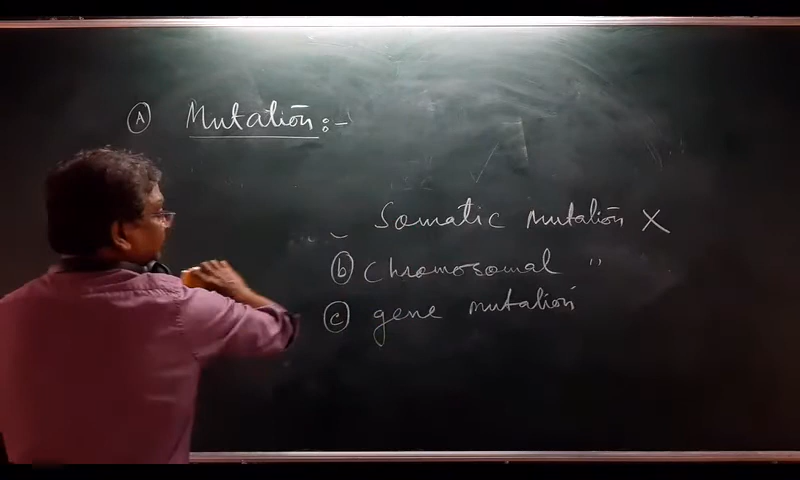 Ⓐ Mutation :-
Somatic mutation X
ⓑ Chromosomal "
ⓒ gene mutation